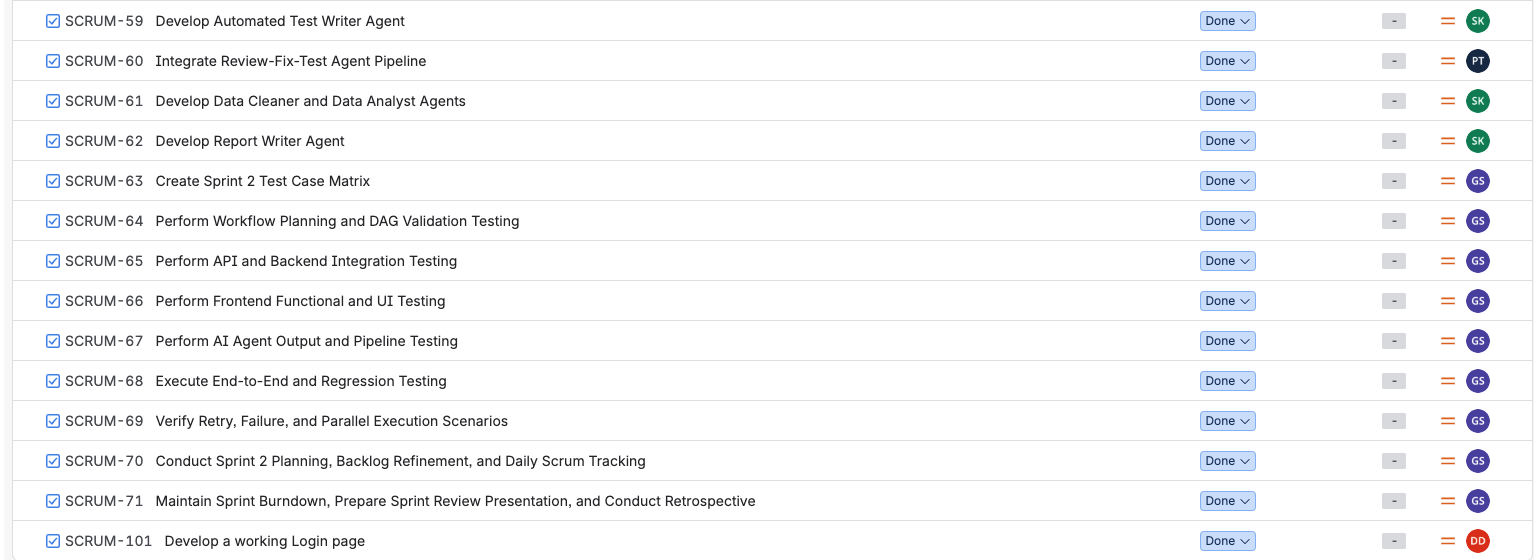 SCRUM-59 Develop Automated Test Writer Agent Done - SK
SCRUM-60 Integrate Review-Fix-Test Agent Pipeline Done - PT
SCRUM-61 Develop Data Cleaner and Data Analyst Agents Done - SK
SCRUM-62 Develop Report Writer Agent Done - SK
SCRUM-63 Create Sprint 2 Test Case Matrix Done - GS
SCRUM-64 Perform Workflow Planning and DAG Validation Testing Done - GS
SCRUM-65 Perform API and Backend Integration Testing Done - GS
SCRUM-66 Perform Frontend Functional and UI Testing Done - GS
SCRUM-67 Perform AI Agent Output and Pipeline Testing Done - GS
SCRUM-68 Execute End-to-End and Regression Testing Done - GS
SCRUM-69 Verify Retry, Failure, and Parallel Execution Scenarios Done - GS
SCRUM-70 Conduct Sprint 2 Planning, Backlog Refinement, and Daily Scrum Tracking Done - GS
SCRUM-71 Maintain Sprint Burndown, Prepare Sprint Review Presentation, and Conduct Retrospective Done - GS
SCRUM-101 Develop a working Login page Done - DD